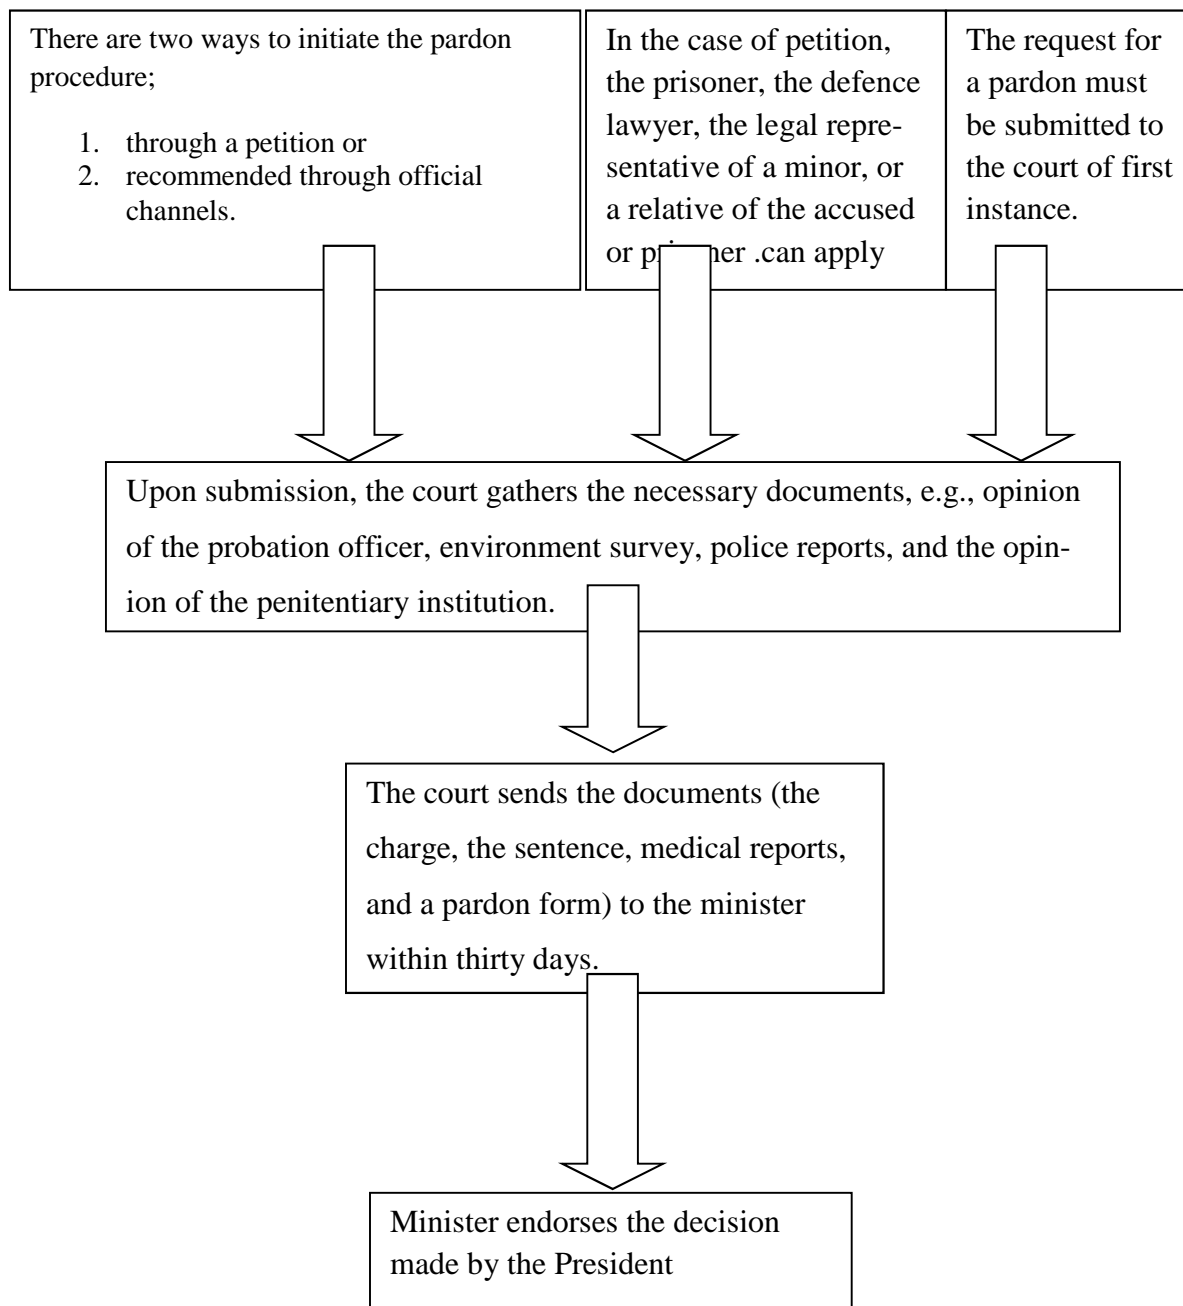 There are two ways to initiate the pardon
procedure;
1. through a petition or
2. recommended through official
channels.
In the case of petition,
the prisoner, the defence
lawyer, the legal repre-
sentative of a minor, or
a relative of the accused
or prisoner .can apply
The request for
a pardon must
be submitted to
the court of first
instance.
Upon submission, the court gathers the necessary documents, e.g., opinion
of the probation officer, environment survey, police reports, and the opin-
ion of the penitentiary institution.
The court sends the documents (the
charge, the sentence, medical reports,
and a pardon form) to the minister
within thirty days.
Minister endorses the decision
made by the President